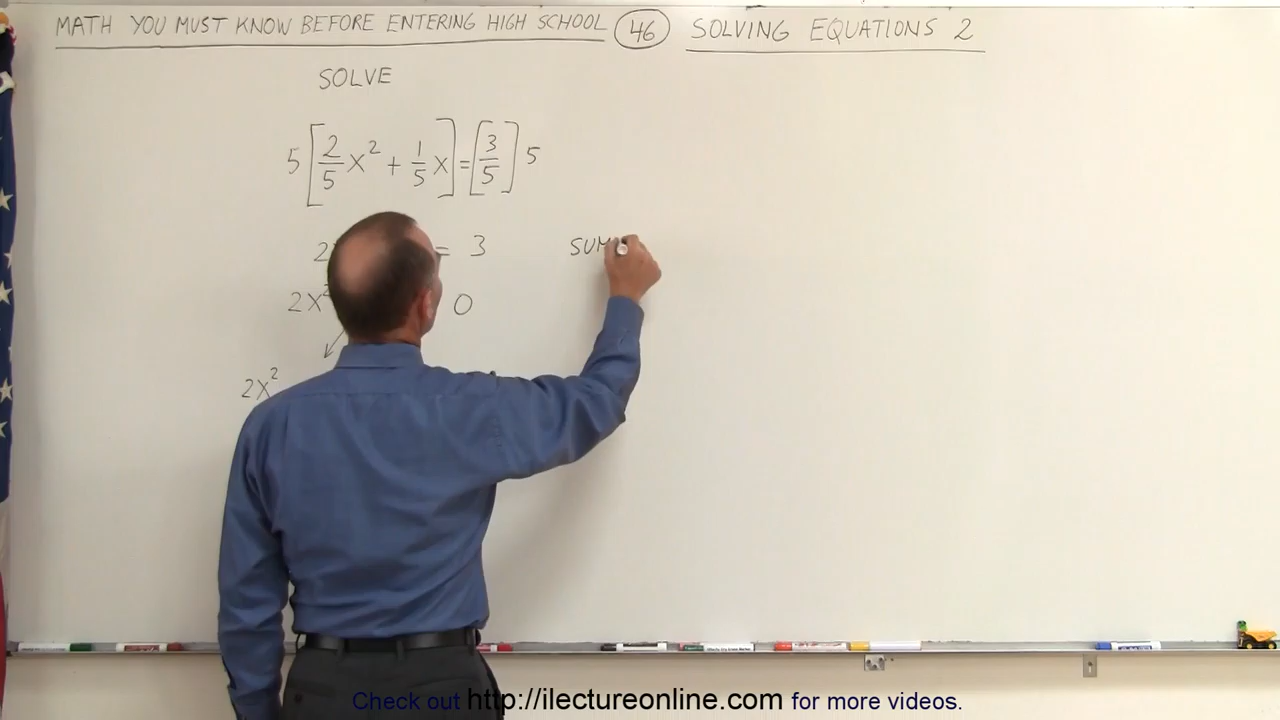 MATH YOU MUST KNOW BEFORE ENTERING HIGH SCHOOL 46 SOLVING EQUATIONS 2
SOLVE
5[2/5 x² + 1/5 x] = [3/5] 5
2 = 3 SUM
2x² 0
2x²
Check out http://ilectureonline.com for more videos.